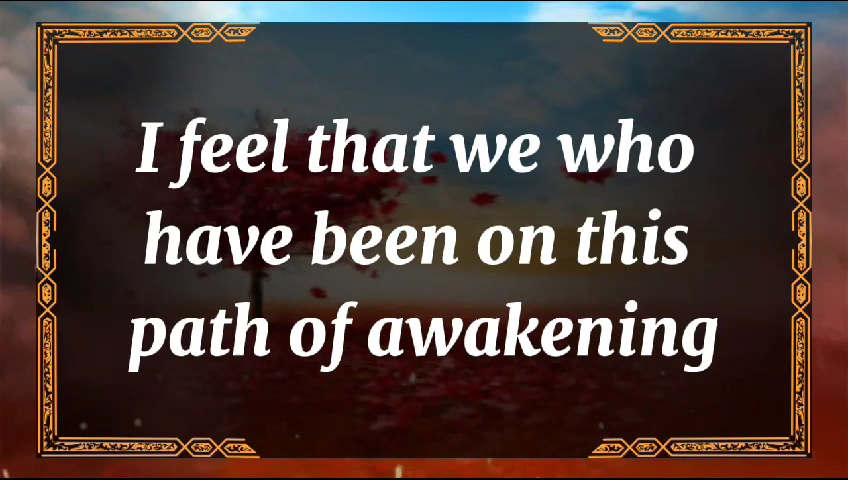 I feel that we who
have been on this
path of awakening